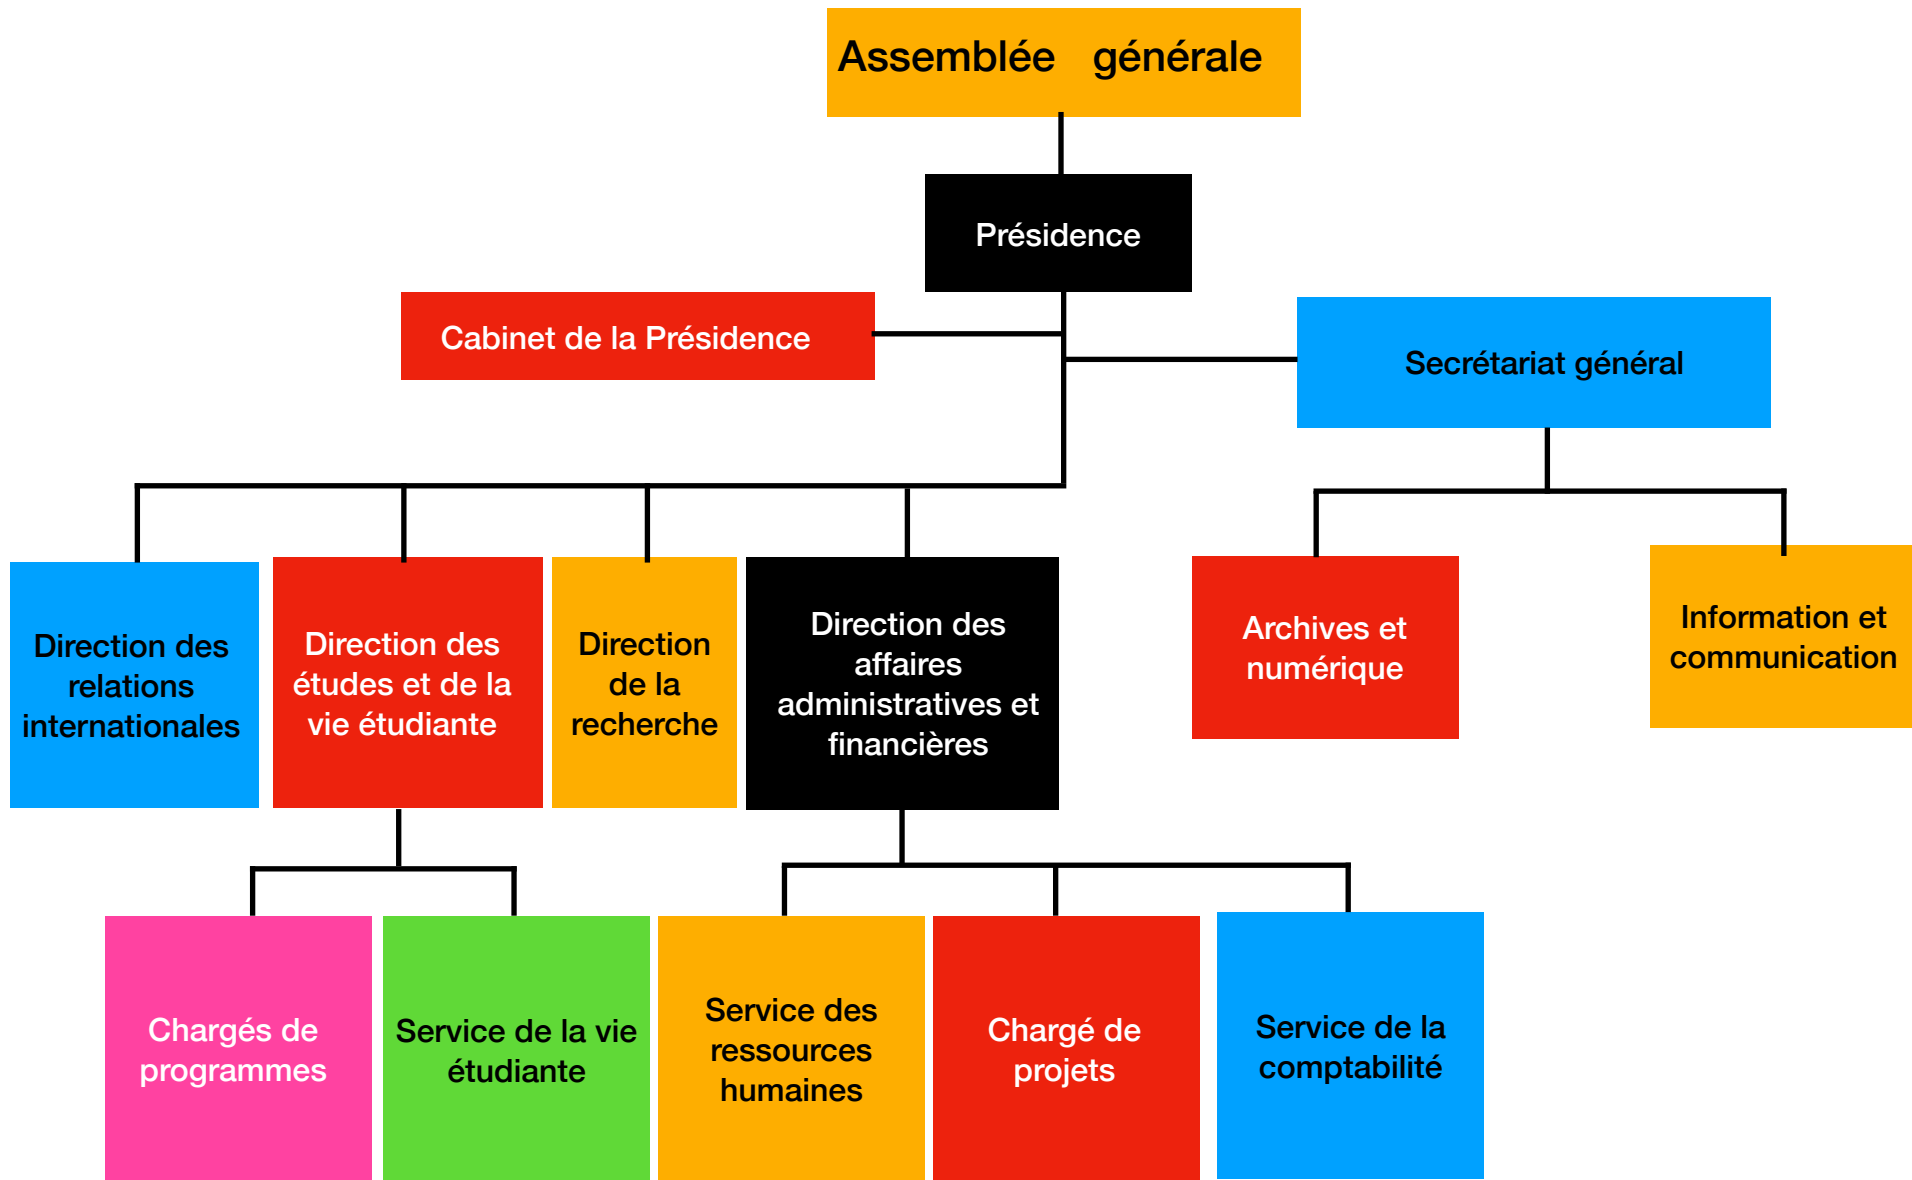 Assemblée générale
Présidence
Cabinet de la Présidence
Secrétariat général
Direction des
relations
internationales
Direction des
études et de la
vie étudiante
Direction
de la
recherche
Direction des
affaires
administratives et
financières
Archives et
numérique
Information et
communication
Chargés de
programmes
Service de la vie
étudiante
Service des
ressources
humaines
Chargé de
projets
Service de la
comptabilité